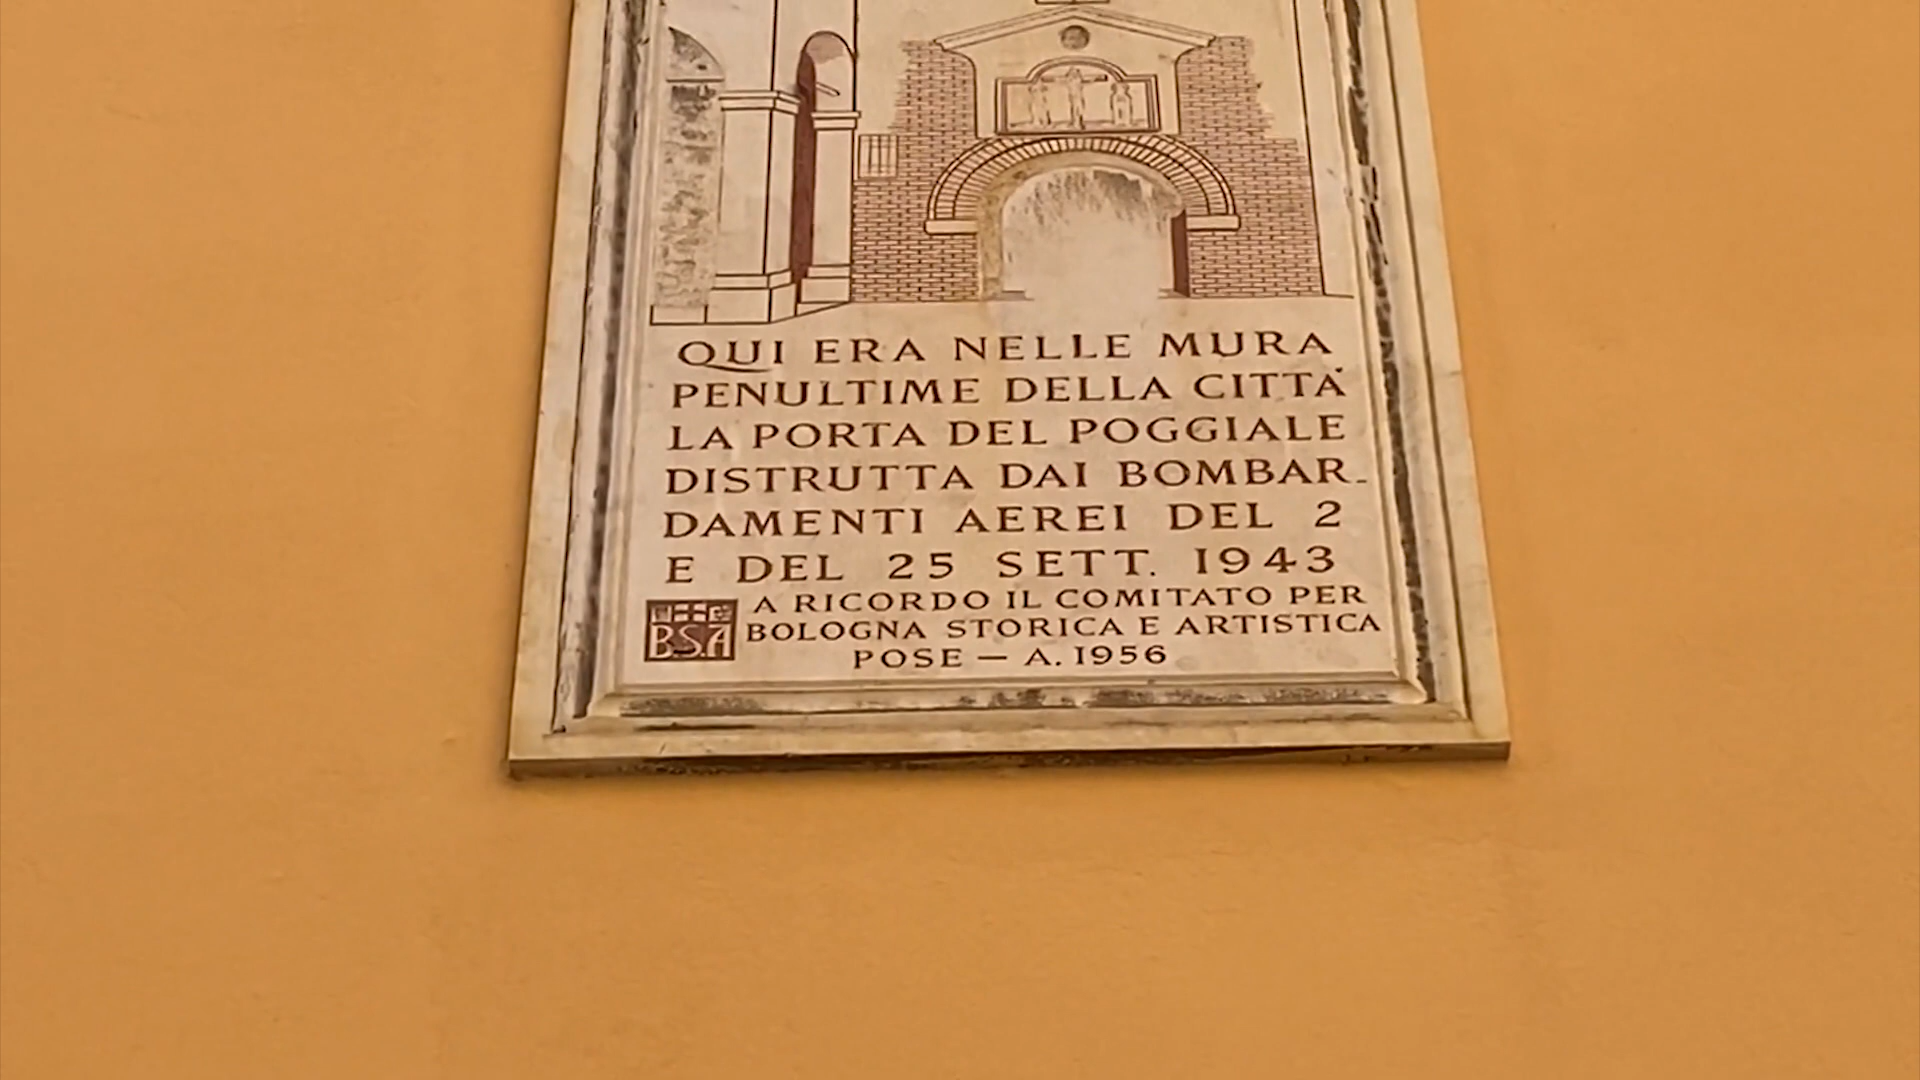 QUI ERA NELLE MURA
PENULTIME DELLA CITTÀ
LA PORTA DEL POGGIALE
DISTRUTTA DAI BOMBAR-
DAMENTI AEREI DEL 2
E DEL 25 SETT. 1943
A RICORDO IL COMITATO PER
B.S.A BOLOGNA STORICA E ARTISTICA
POSE — A. 1956